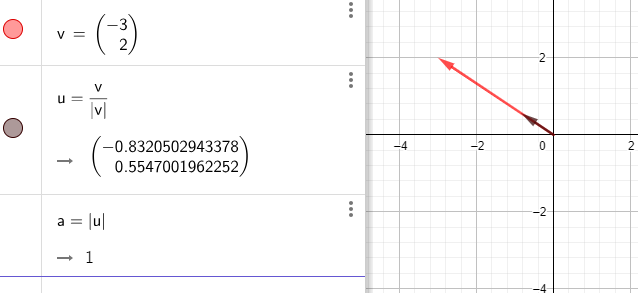 v = (−3
2)
u = v
|v|
→ (−0.8320502943378
0.5547001962252)
a = |u|
→ 1
2
−4 −2 0 2
−2
−4